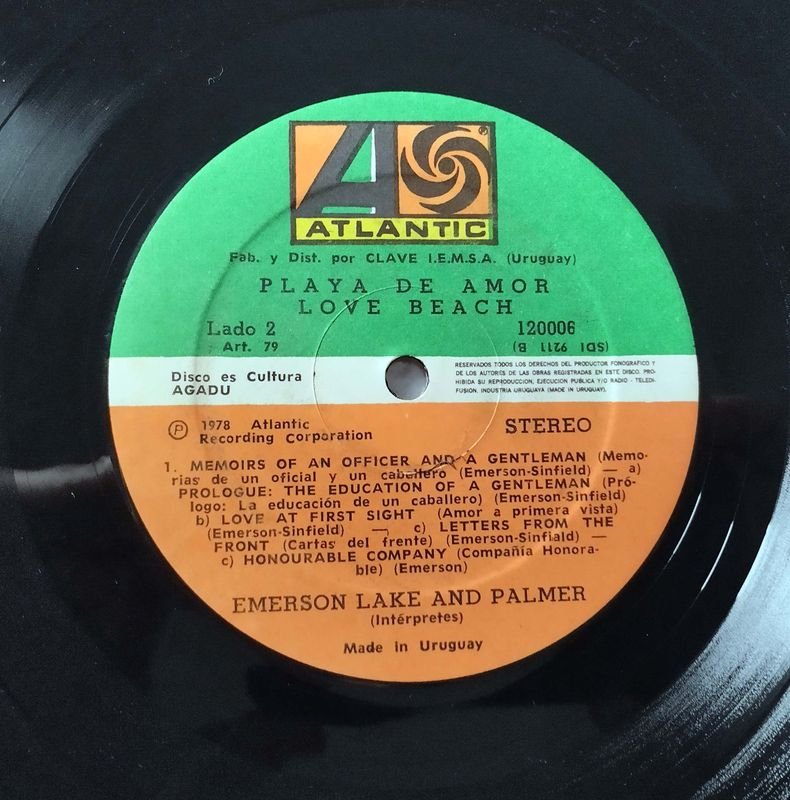 A
®
ATLANTIC
Fab. y Dist. por CLAVE I.E.M.S.A. (Uruguay)
PLAYA DE AMOR
LOVE BEACH
Lado 2
120006
Art. 79
(SDI 9211 B)
Disco es Cultura
AGADU
RESERVADOS TODOS LOS DERECHOS DEL PRODUCTOR FONOGRAFICO Y
DE LOS AUTORES DE LAS OBRAS REGISTRADAS EN ESTE DISCO. PRO-
HIBIDA SU REPRODUCCION, EJECUCION PUBLICA Y/O RADIO - TELEDI-
FUSION. INDUSTRIA URUGUAYA (MADE IN URUGUAY).
Ⓟ 1978 Atlantic
Recording Corporation
STEREO
1. MEMOIRS OF AN OFFICER AND A GENTLEMAN (Memo-
rias de un oficial y un caballero (Emerson-Sinfield) — a)
PROLOGUE: THE EDUCATION OF A GENTLEMAN (Pró-
logo: La educación de un caballero) (Emerson-Sinfield)
b) LOVE AT FIRST SIGHT (Amor a primera vista)
(Emerson-Sinfield) — c) LETTERS FROM THE
FRONT (Cartas del frente) (Emerson-Sinfield) —
c) HONOURABLE COMPANY (Compañía Honora-
ble) (Emerson)
EMERSON LAKE AND PALMER
(Intérpretes)
Made in Uruguay